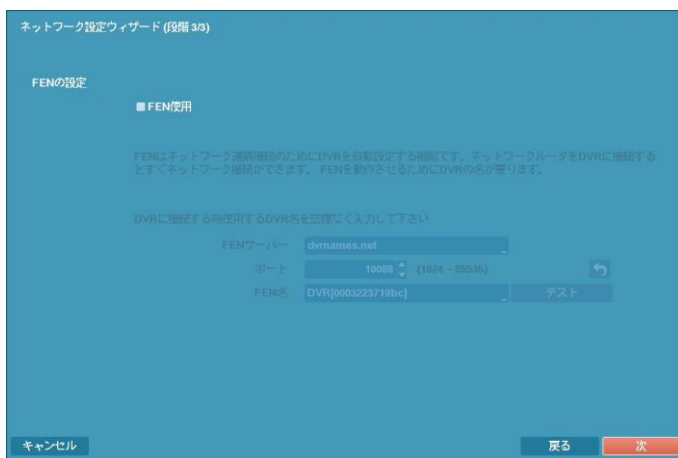 ネットワーク設定ウィザード (段階 3/3)
FENの設定
FEN使用
FENはネットワーク連続接続のためにDVRを自動設定する機能です。ネットワークルータをDVRに接続する
とすぐネットワーク接続ができます。 FENを動作させるためにDVRの名が要ります。
DVRに接続する時使用するDVR名を空欄なく入力して下さい
FENサーバー dvrnames.net
ポート 10088 (1024 ~ 65535)
FEN名 DVR[0003223719bc] テスト
キャンセル 戻る 次